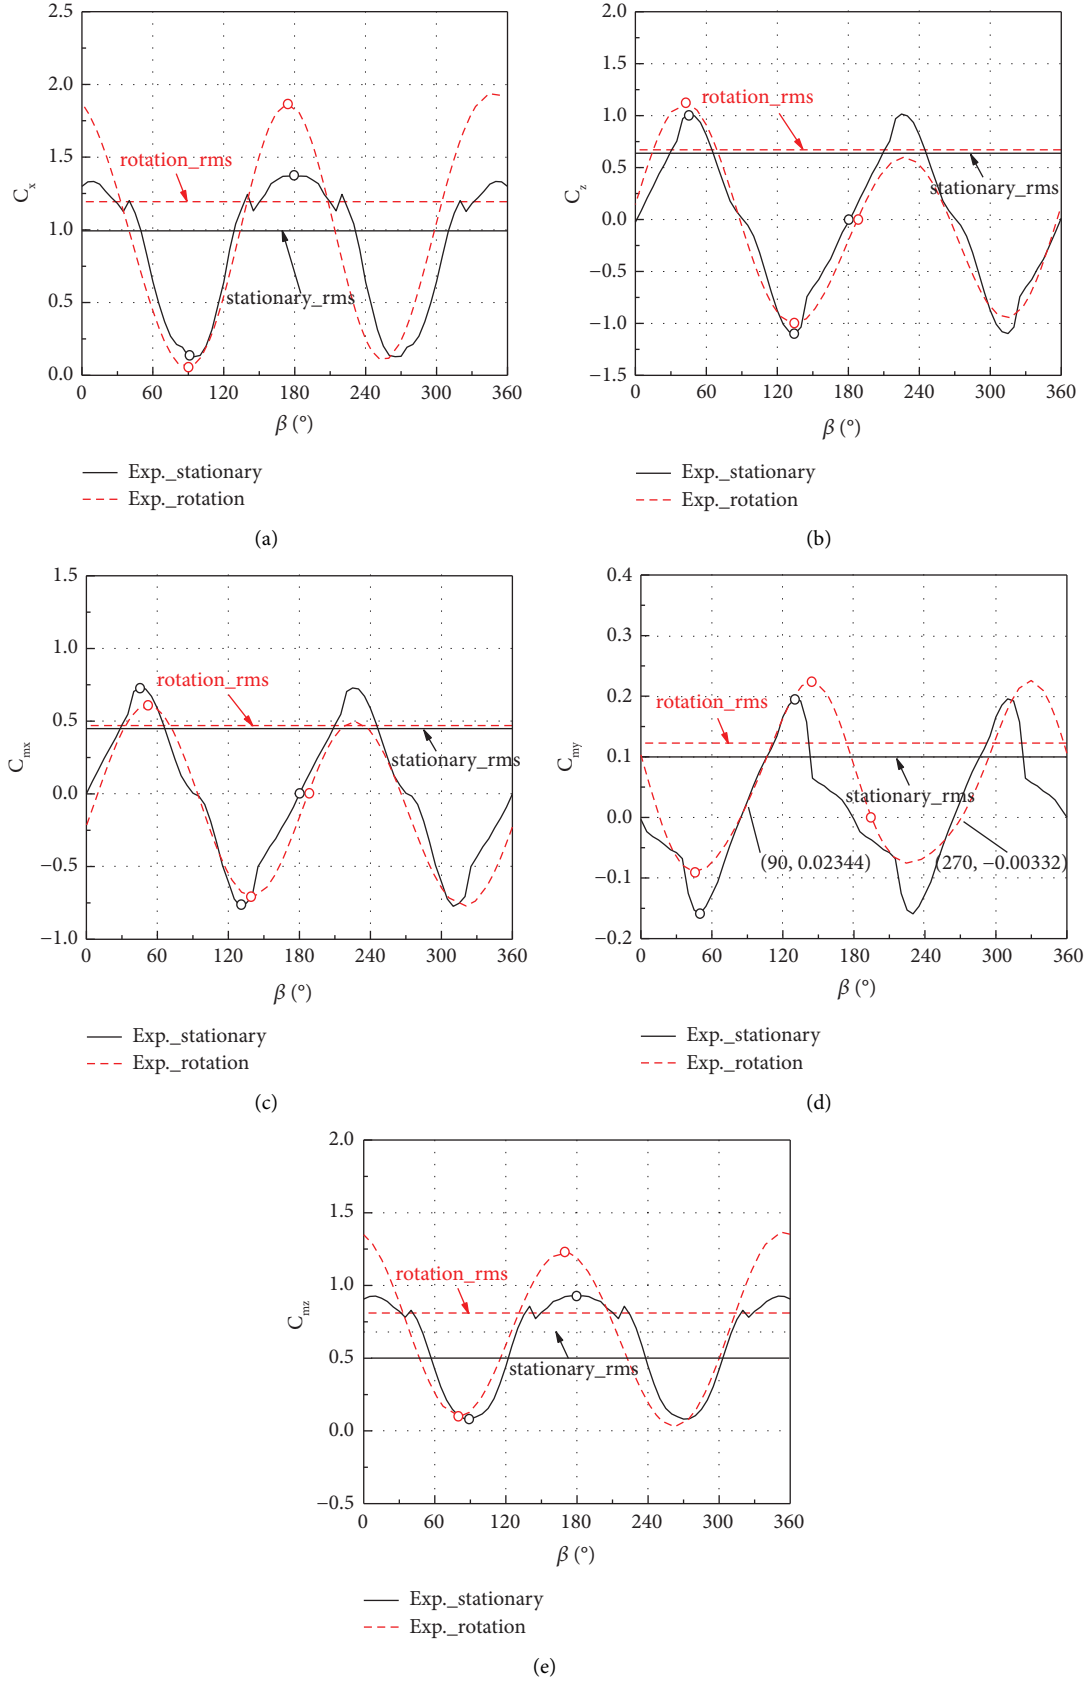 2.5
2.0
1.5
1.0
0.5
0.0
C_x
rotation_rms
stationary_rms
0 60 120 180 240 300 360
β (°)
Exp._stationary
Exp._rotation
(a)
2.0
1.5
1.0
0.5
0.0
−0.5
−1.0
−1.5
C_z
rotation_rms
stationary_rms
0 60 120 180 240 300 360
β (°)
Exp._stationary
Exp._rotation
(b)
1.5
1.0
0.5
0.0
−0.5
−1.0
C_mx
rotation_rms
stationary_rms
0 60 120 180 240 300 360
β (°)
Exp._stationary
Exp._rotation
(c)
0.4
0.3
0.2
0.1
0.0
−0.1
−0.2
C_my
rotation_rms
stationary_rms
(90, 0.02344) (270, −0.00332)
0 60 120 180 240 300 360
β (°)
Exp._stationary
Exp._rotation
(d)
2.0
1.5
1.0
0.5
0.0
−0.5
C_mz
rotation_rms
stationary_rms
0 60 120 180 240 300 360
β (°)
Exp._stationary
Exp._rotation
(e)